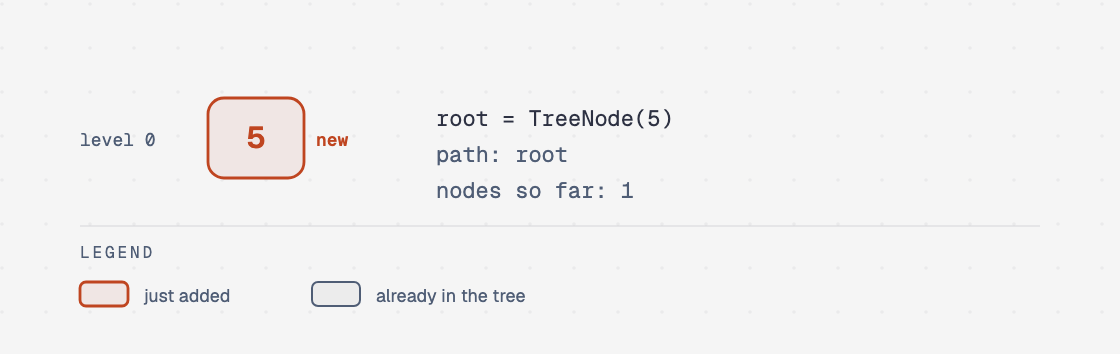 level 0
5
new
root = TreeNode(5)
path: root
nodes so far: 1
LEGEND
just added
already in the tree